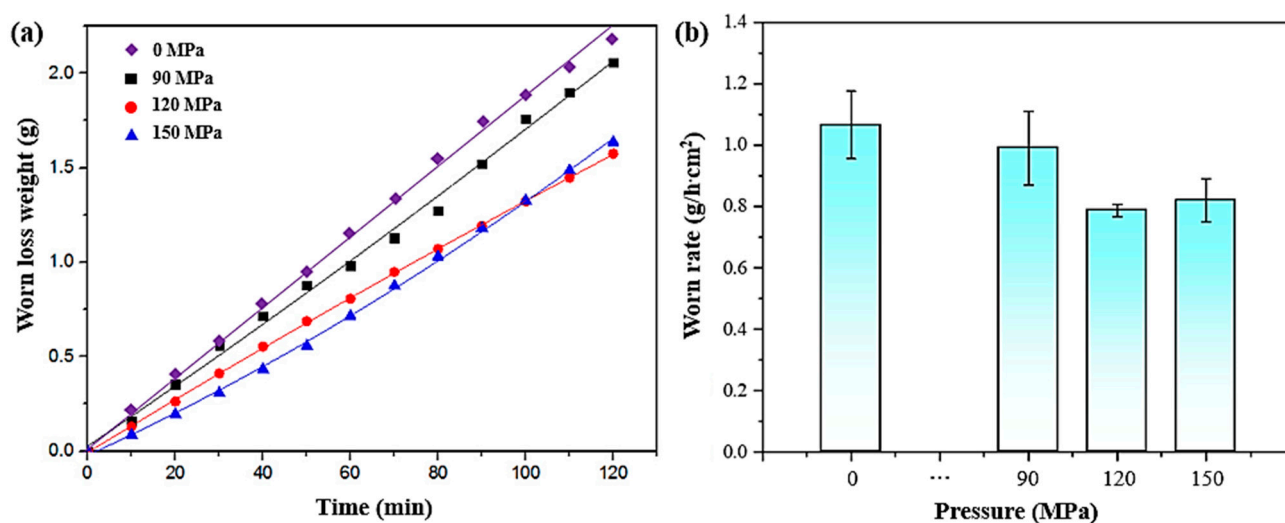 (a)
0 MPa
90 MPa
120 MPa
150 MPa
Worn loss weight (g)
2.0
1.5
1.0
0.5
0.0
0 20 40 60 80 100 120
Time (min)
(b)
Worn rate (g/h·cm²)
1.4
1.2
1.0
0.8
0.6
0.4
0.2
0.0
0 ··· 90 120 150
Pressure (MPa)